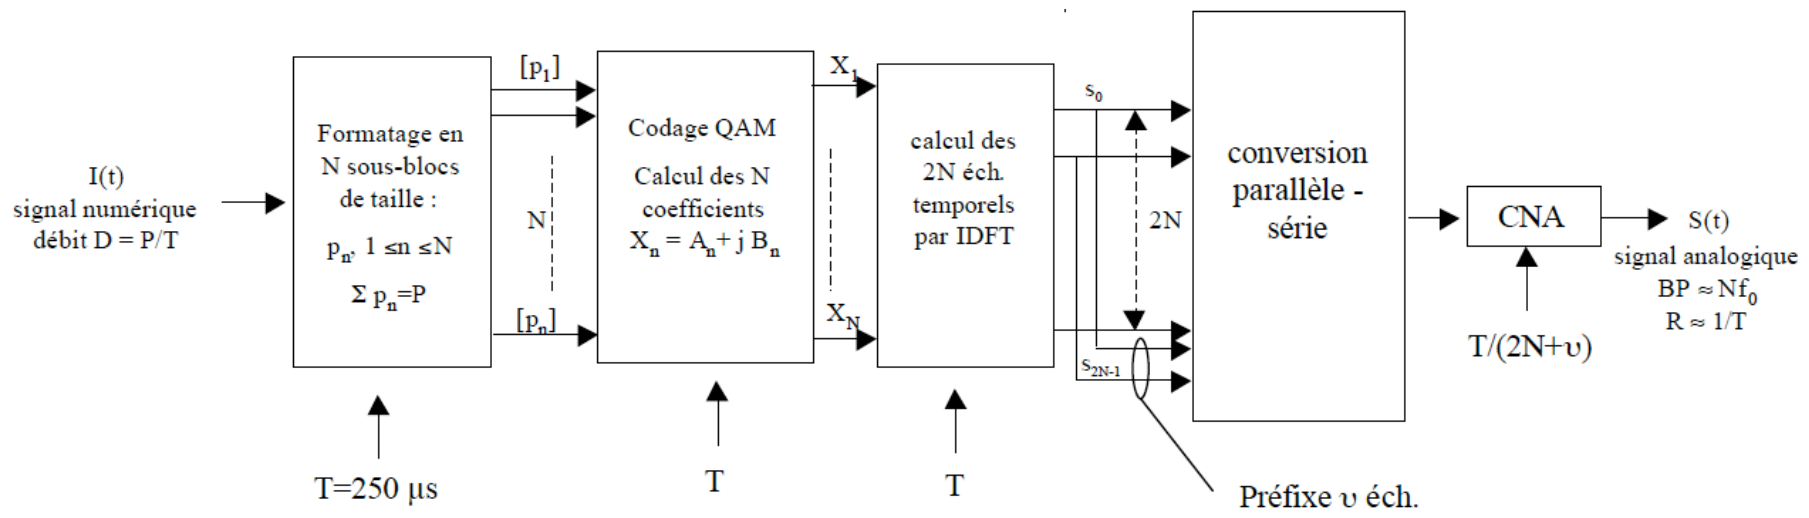 I(t)
signal numérique
débit D = P/T
Formatage en
N sous-blocs
de taille :
pn, 1 ≤n ≤N
Σ pn=P
T=250 µs
[p1]
N
[pn]
Codage QAM
Calcul des N
coefficients
Xn = An+ j Bn
T
X1
XN
calcul des
2N éch.
temporels
par IDFT
T
s0
2N
s2N-1
Préfixe υ éch.
conversion
parallèle -
série
CNA
T/(2N+υ)
S(t)
signal analogique
BP ≈ Nf0
R ≈ 1/T